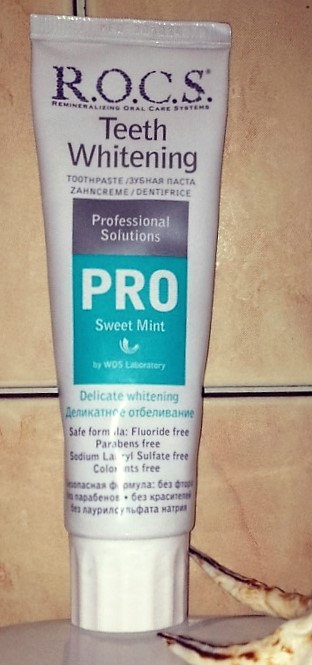 R.O.C.S.®
REMINERALIZING ORAL CARE SYSTEMS
Teeth
Whitening
TOOTHPASTE/ЗУБНАЯ ПАСТА
ZAHNCREME/DENTIFRICE
Professional
Solutions
PRO
Sweet Mint
by WDS Laboratory
Delicate whitening
Деликатное отбеливание
Safe formula: Fluoride free
Parabens free
Sodium Lauryl Sulfate free
Colorants free
безопасная формула: без фтора
без парабенов • без красителей
без лаурилсульфата натрия